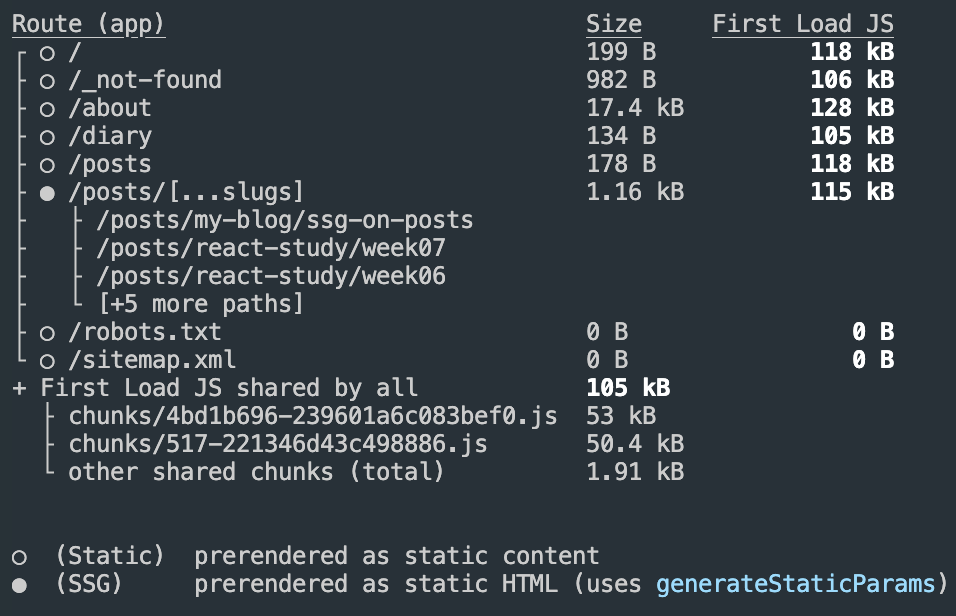 Route (app) Size First Load JS
┌ ○ / 199 B 118 kB
├ ○ /_not-found 982 B 106 kB
├ ○ /about 17.4 kB 128 kB
├ ○ /diary 134 B 105 kB
├ ○ /posts 178 B 118 kB
├ ● /posts/[...slugs] 1.16 kB 115 kB
├ ├ /posts/my-blog/ssg-on-posts
├ ├ /posts/react-study/week07
├ ├ /posts/react-study/week06
├ └ [+5 more paths]
├ ○ /robots.txt 0 B 0 B
└ ○ /sitemap.xml 0 B 0 B
+ First Load JS shared by all 105 kB
├ chunks/4bd1b696-239601a6c083bef0.js 53 kB
├ chunks/517-221346d43c498886.js 50.4 kB
└ other shared chunks (total) 1.91 kB
○ (Static) prerendered as static content
● (SSG) prerendered as static HTML (uses generateStaticParams)